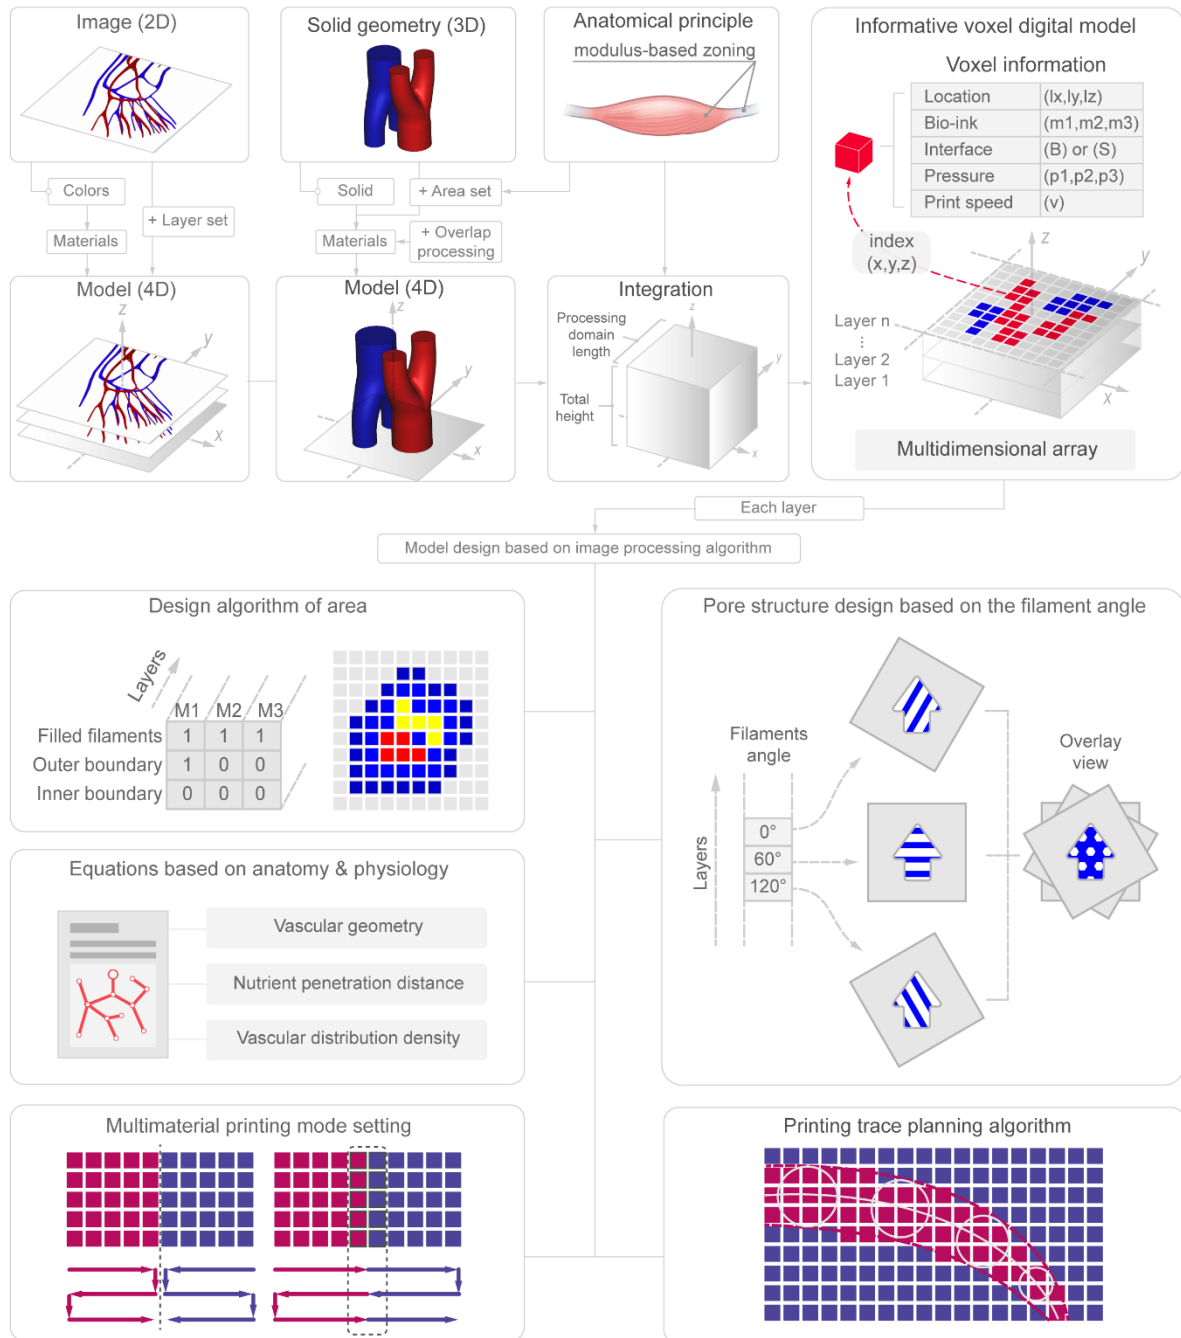 Image (2D)
Solid geometry (3D)
Anatomical principle
modulus-based zoning
Informative voxel digital model
Voxel information
Location (lx,ly,lz)
Bio-ink (m1,m2,m3)
Interface (B) or (S)
Pressure (p1,p2,p3)
Print speed (v)
Colors
+ Layer set
Materials
Solid
+ Area set
Materials
+ Overlap
processing
index
(x,y,z)
Model (4D)
z
y
x
Model (4D)
z
y
x
Integration
Processing
domain
length
Total
height
z
y
x
z
y
x
Layer n
⋮
Layer 2
Layer 1
Multidimensional array
Each layer
Model design based on image processing algorithm
Design algorithm of area
Layers
M1 M2 M3
Filled filaments 1 1 1
Outer boundary 1 0 0
Inner boundary 0 0 0
Pore structure design based on the filament angle
Filaments
angle
Layers
0°
60°
120°
Overlay
view
Equations based on anatomy & physiology
Vascular geometry
Nutrient penetration distance
Vascular distribution density
Multimaterial printing mode setting
Printing trace planning algorithm